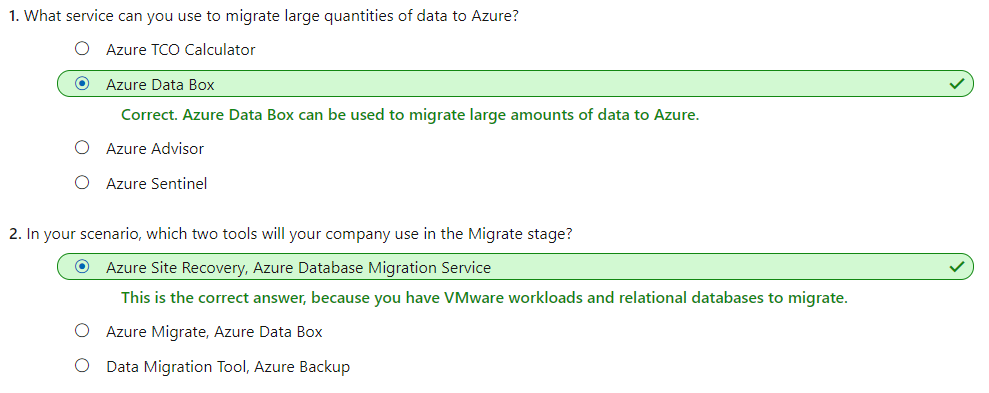 1. What service can you use to migrate large quantities of data to Azure?
Azure TCO Calculator
Azure Data Box
Correct. Azure Data Box can be used to migrate large amounts of data to Azure.
Azure Advisor
Azure Sentinel
2. In your scenario, which two tools will your company use in the Migrate stage?
Azure Site Recovery, Azure Database Migration Service
This is the correct answer, because you have VMware workloads and relational databases to migrate.
Azure Migrate, Azure Data Box
Data Migration Tool, Azure Backup